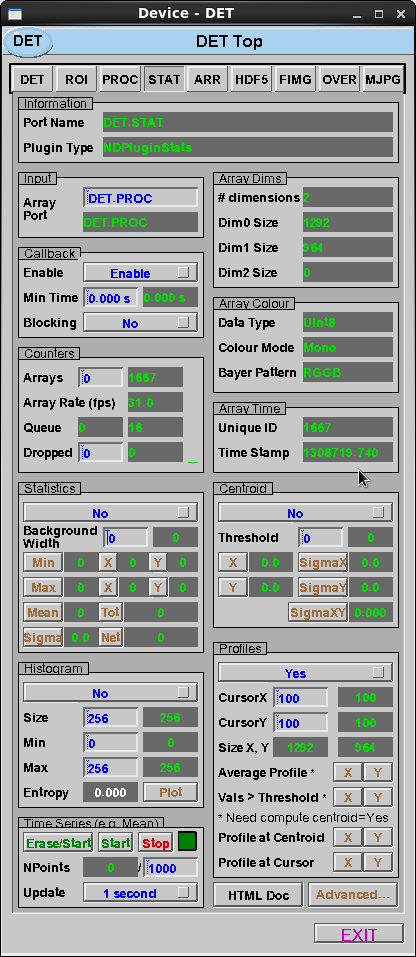 Device - DET
DET
DET Top
DET ROI PROC STAT ARR HDF5 FIMG OVER MJPG
Information
Port Name DET.STAT
Plugin Type NDPluginStats
Input
Array Port DET.PROC
DET.PROC
Callback
Enable Enable
Min Time 0.000 s 0.000 s
Blocking No
Counters
Arrays 0 1667
Array Rate (fps) 31.0
Queue 0 16
Dropped 0 0
Array Dims
# dimensions 2
Dim0 Size 1292
Dim1 Size 964
Dim2 Size 0
Array Colour
Data Type UInt8
Colour Mode Mono
Bayer Pattern RGGB
Array Time
Unique ID 1667
Time Stamp 1308719.740
Statistics
No
Background Width 0 0
Min 0 X 0 Y 0
Max 0 X 0 Y 0
Mean 0 Tot 0
Sigma 0.0 Net 0
Centroid
No
Threshold 0 0
X 0.0 SigmaX 0.0
Y 0.0 SigmaY 0.0
SigmaXY 0.000
Histogram
No
Size 256 256
Min 0 0
Max 256 256
Entropy 0.000 Plot
Profiles
Yes
CursorX 100 100
CursorY 100 100
Size X, Y 1292 964
Average Profile * X Y
Vals > Threshold * X Y
* Need compute centroid=Yes
Profile at Centroid X Y
Profile at Cursor X Y
Time Series (e.g. Mean)
Erase/Start Start Stop
NPoints 0 / 1000
Update 1 second
HTML Doc Advanced...
EXIT